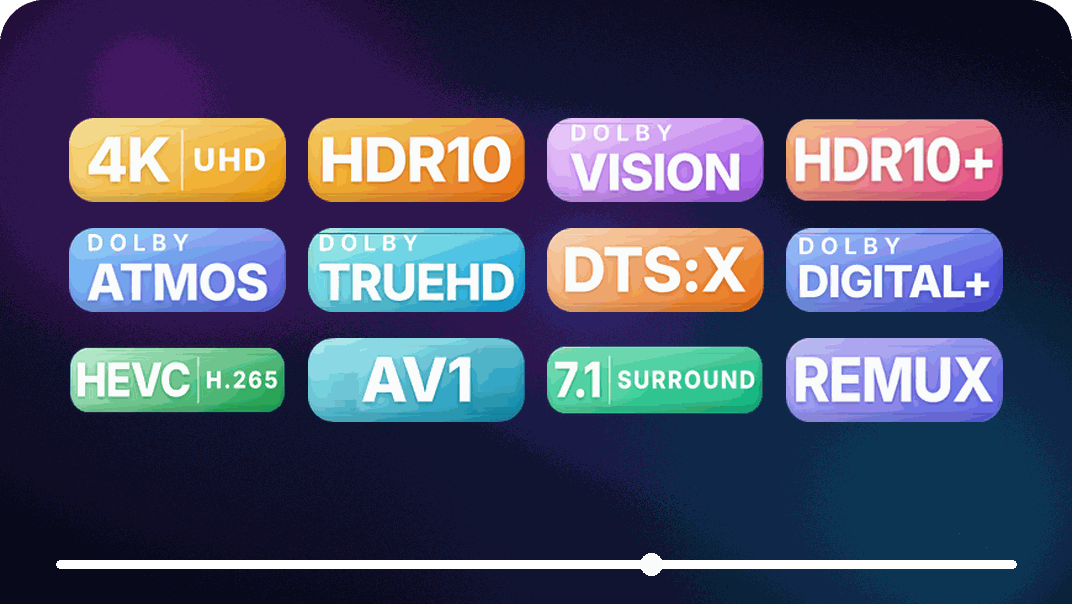 4K UHD
HDR10
DOLBY
VISION
HDR10+
DOLBY
ATMOS
DOLBY
TRUEHD
DTS:X
DOLBY
DIGITAL+
HEVC H.265
AV1
7.1 SURROUND
REMUX